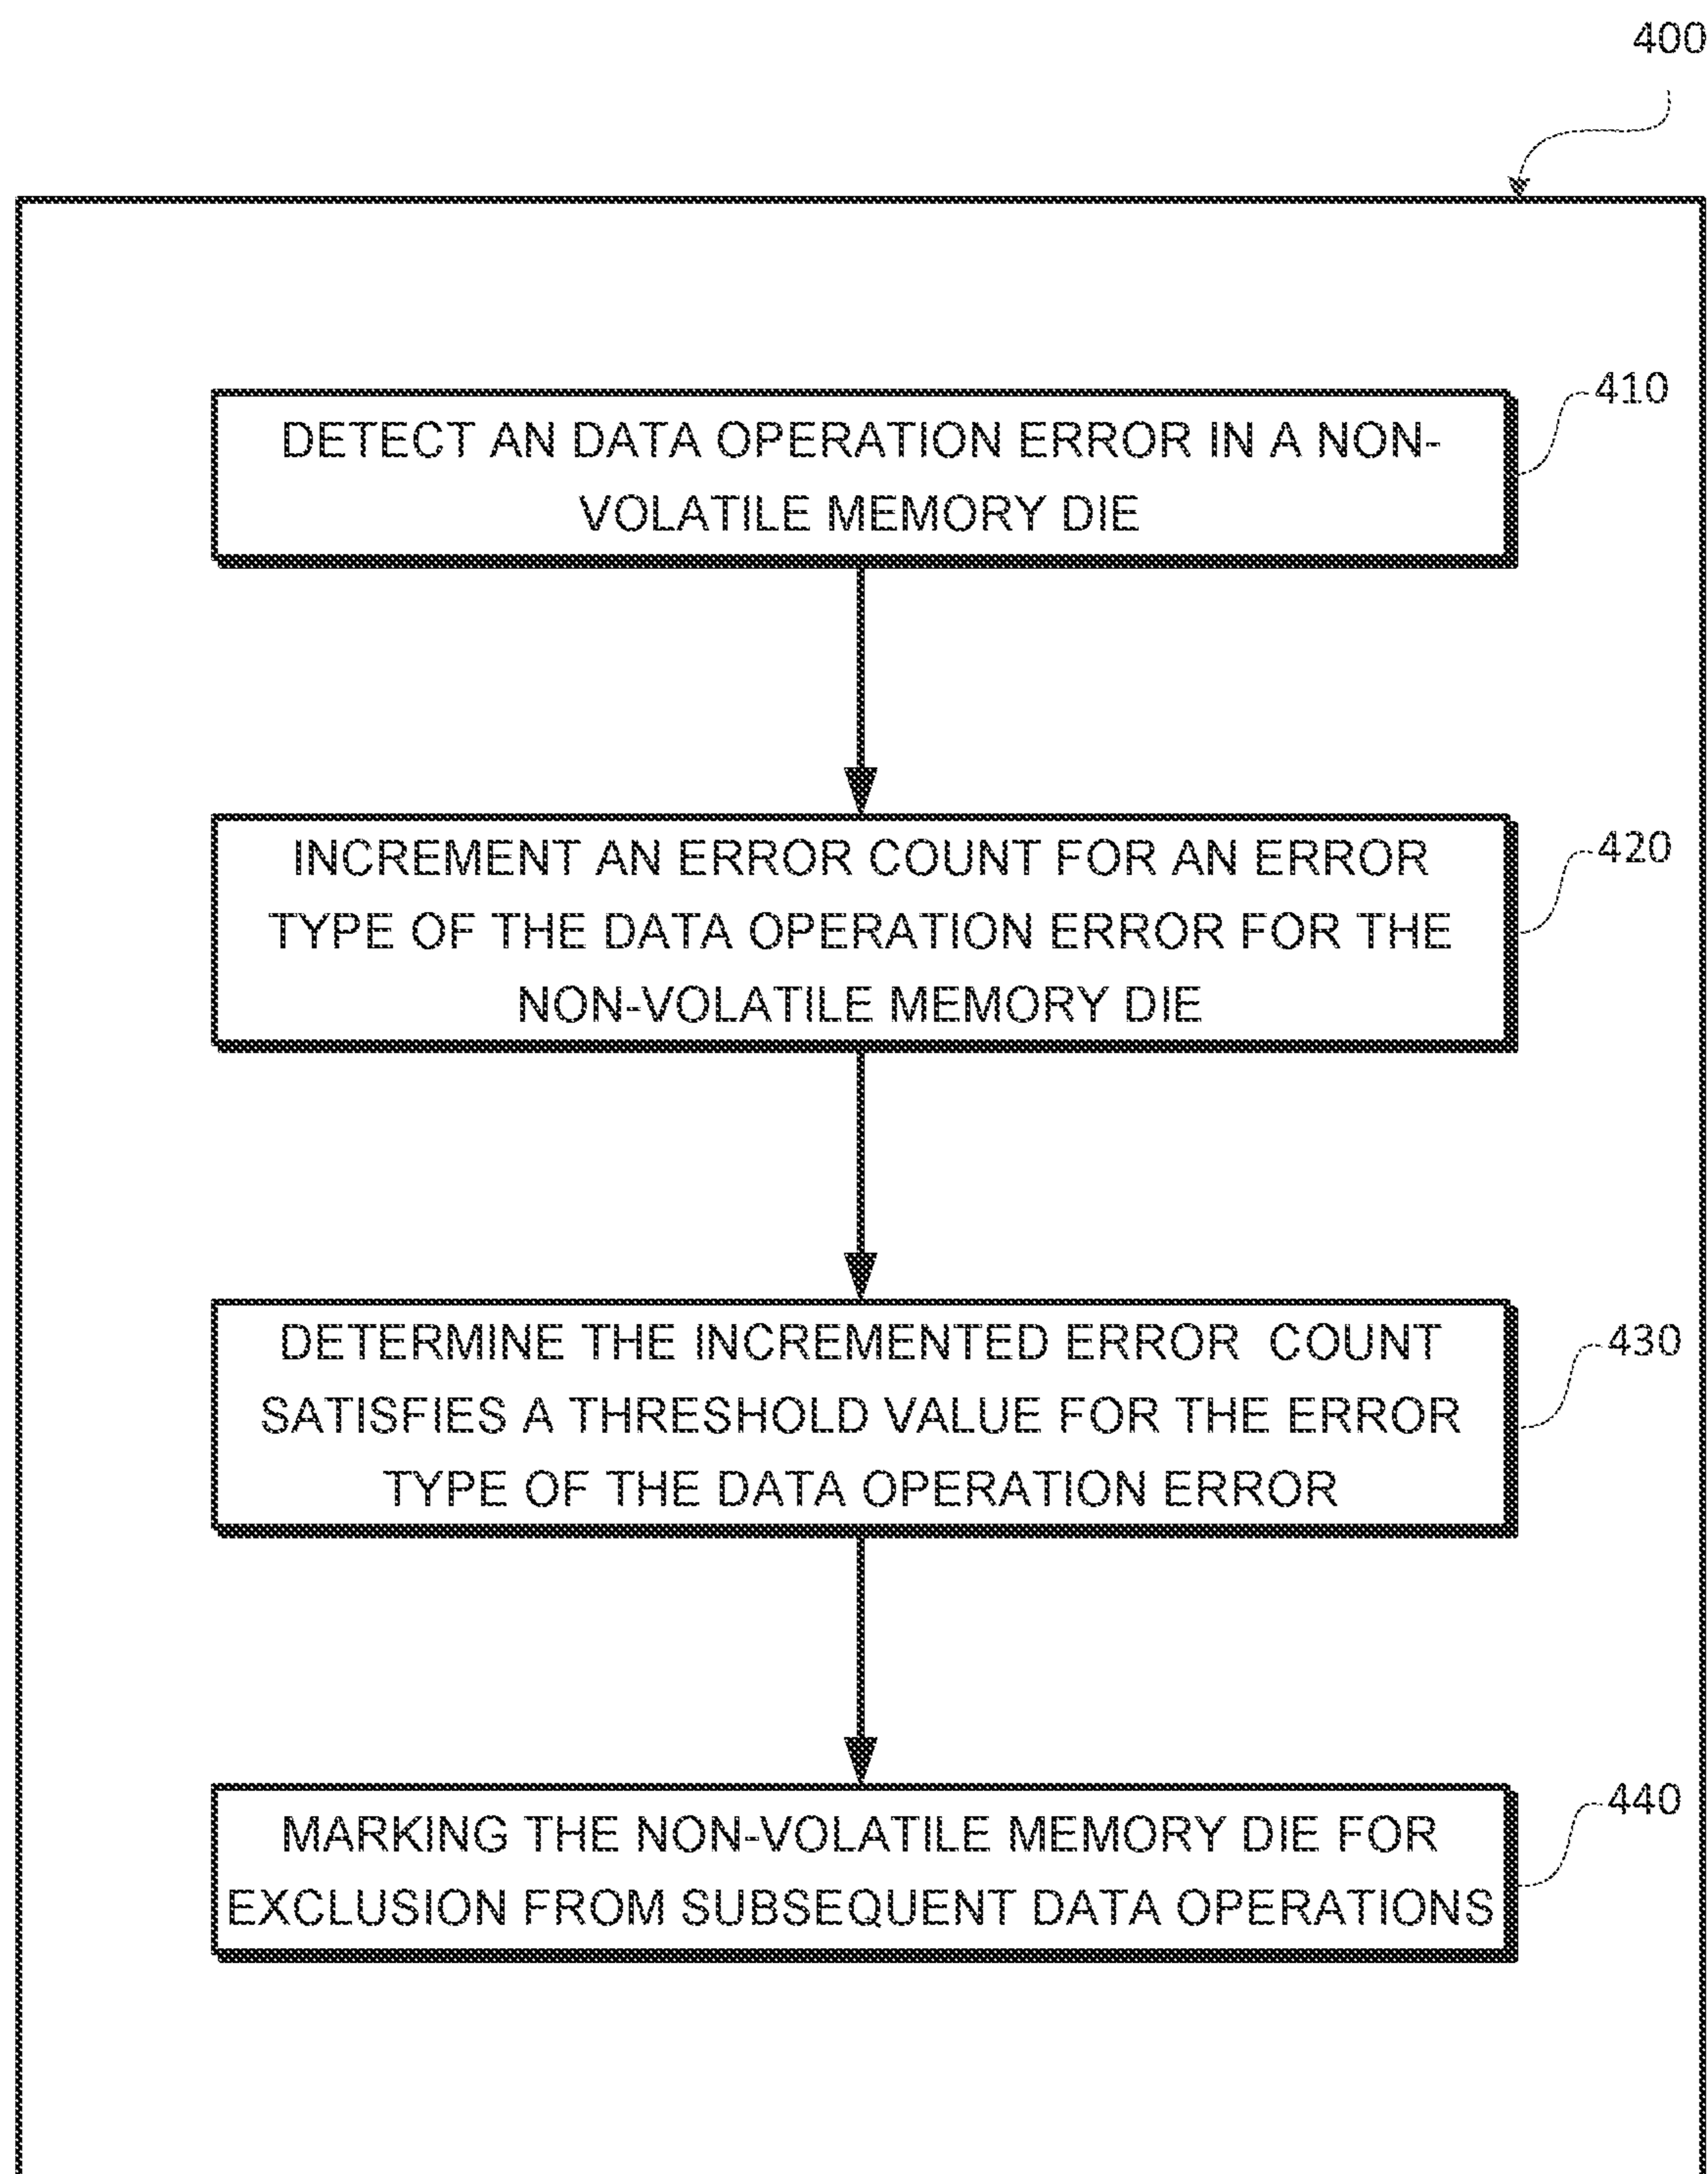 400
DETECT AN DATA OPERATION ERROR IN A NON-
VOLATILE MEMORY DIE
410
INCREMENT AN ERROR COUNT FOR AN ERROR
TYPE OF THE DATA OPERATION ERROR FOR THE
NON-VOLATILE MEMORY DIE
420
DETERMINE THE INCREMENTED ERROR COUNT
SATISFIES A THRESHOLD VALUE FOR THE ERROR
TYPE OF THE DATA OPERATION ERROR
430
MARKING THE NON-VOLATILE MEMORY DIE FOR
EXCLUSION FROM SUBSEQUENT DATA OPERATIONS
440